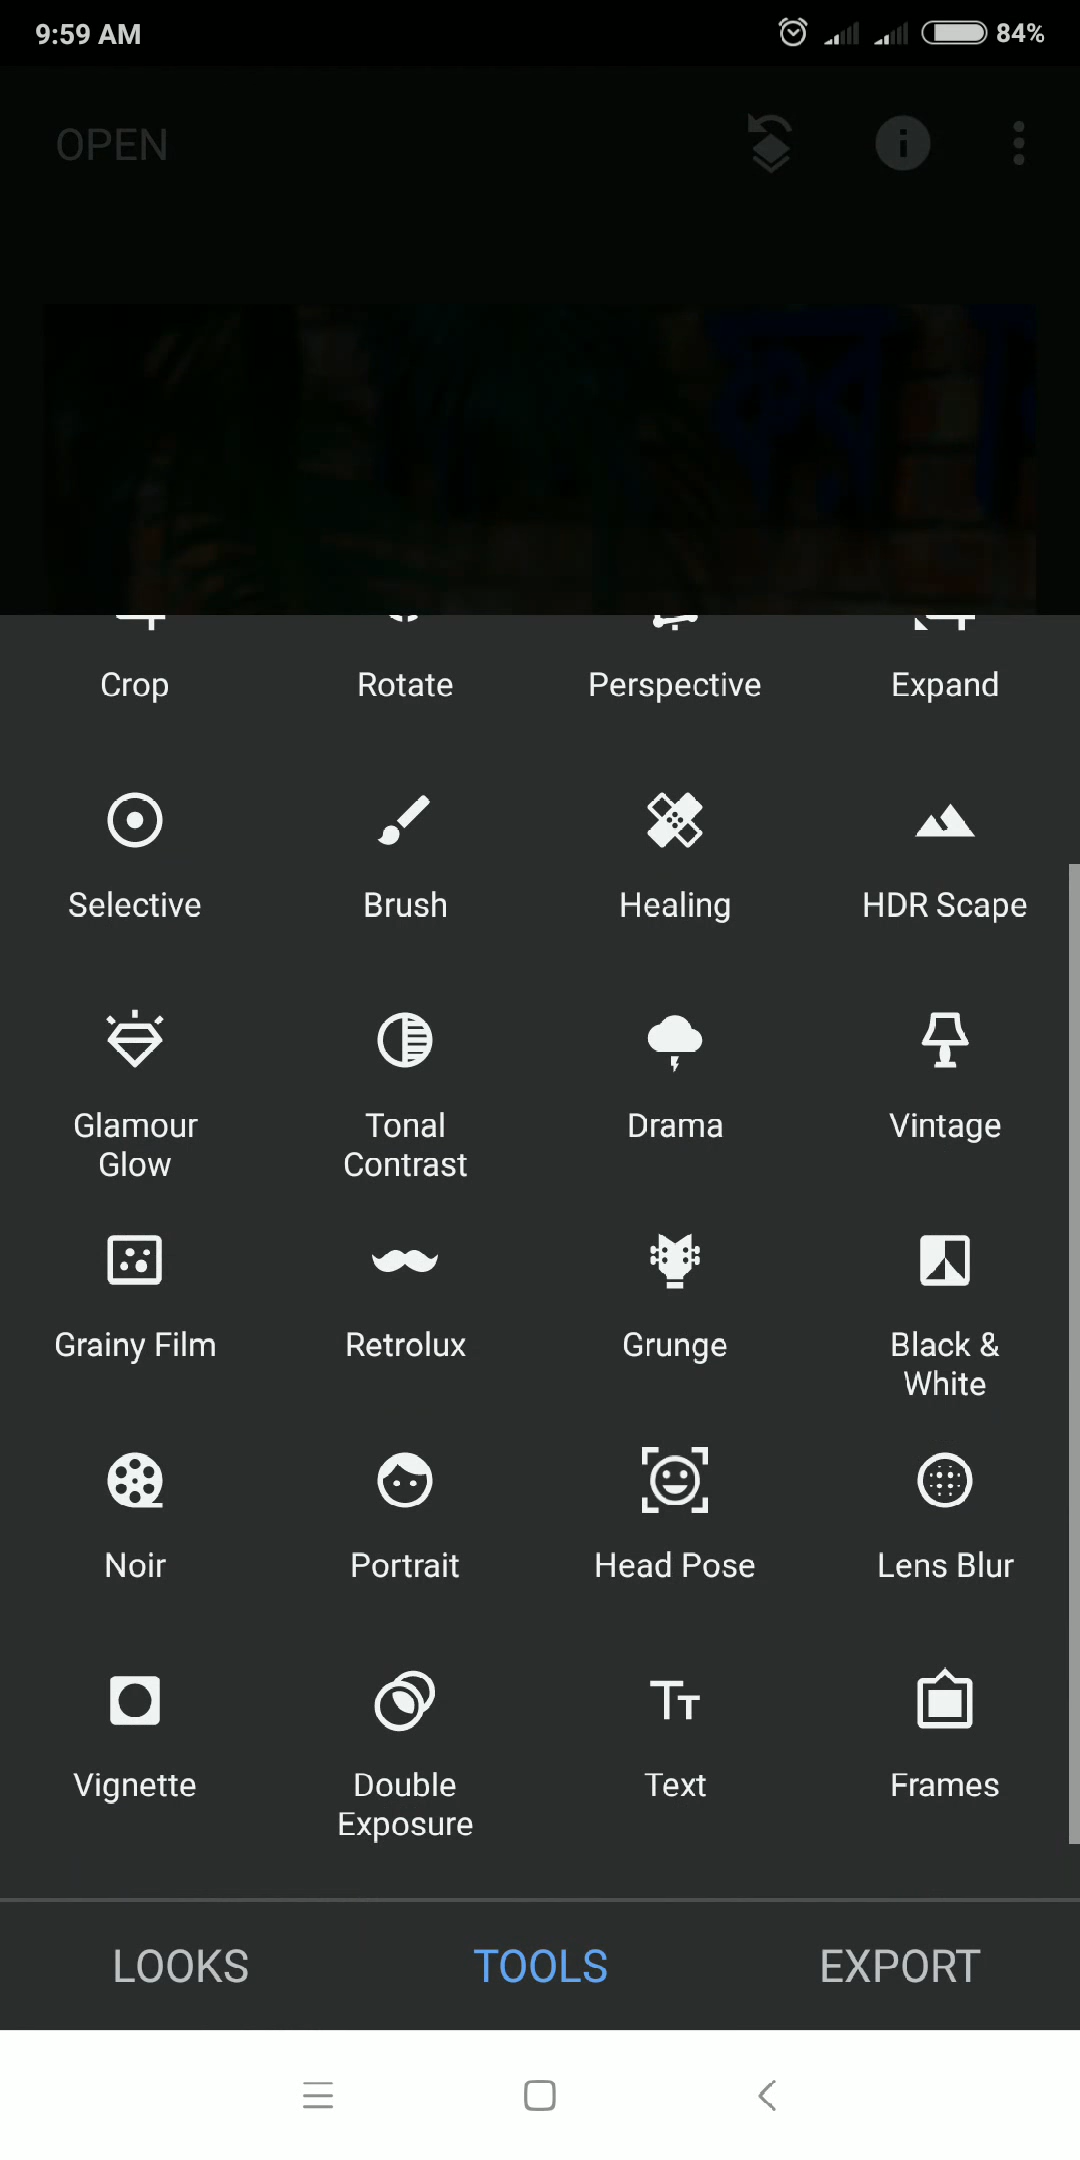 9:59 AM
84%
OPEN
Crop
Rotate
Perspective
Expand
Selective
Brush
Healing
HDR Scape
Glamour
Glow
Tonal
Contrast
Drama
Vintage
Grainy Film
Retrolux
Grunge
Black &
White
Noir
Portrait
Head Pose
Lens Blur
Vignette
Double
Exposure
Text
Frames
LOOKS
TOOLS
EXPORT